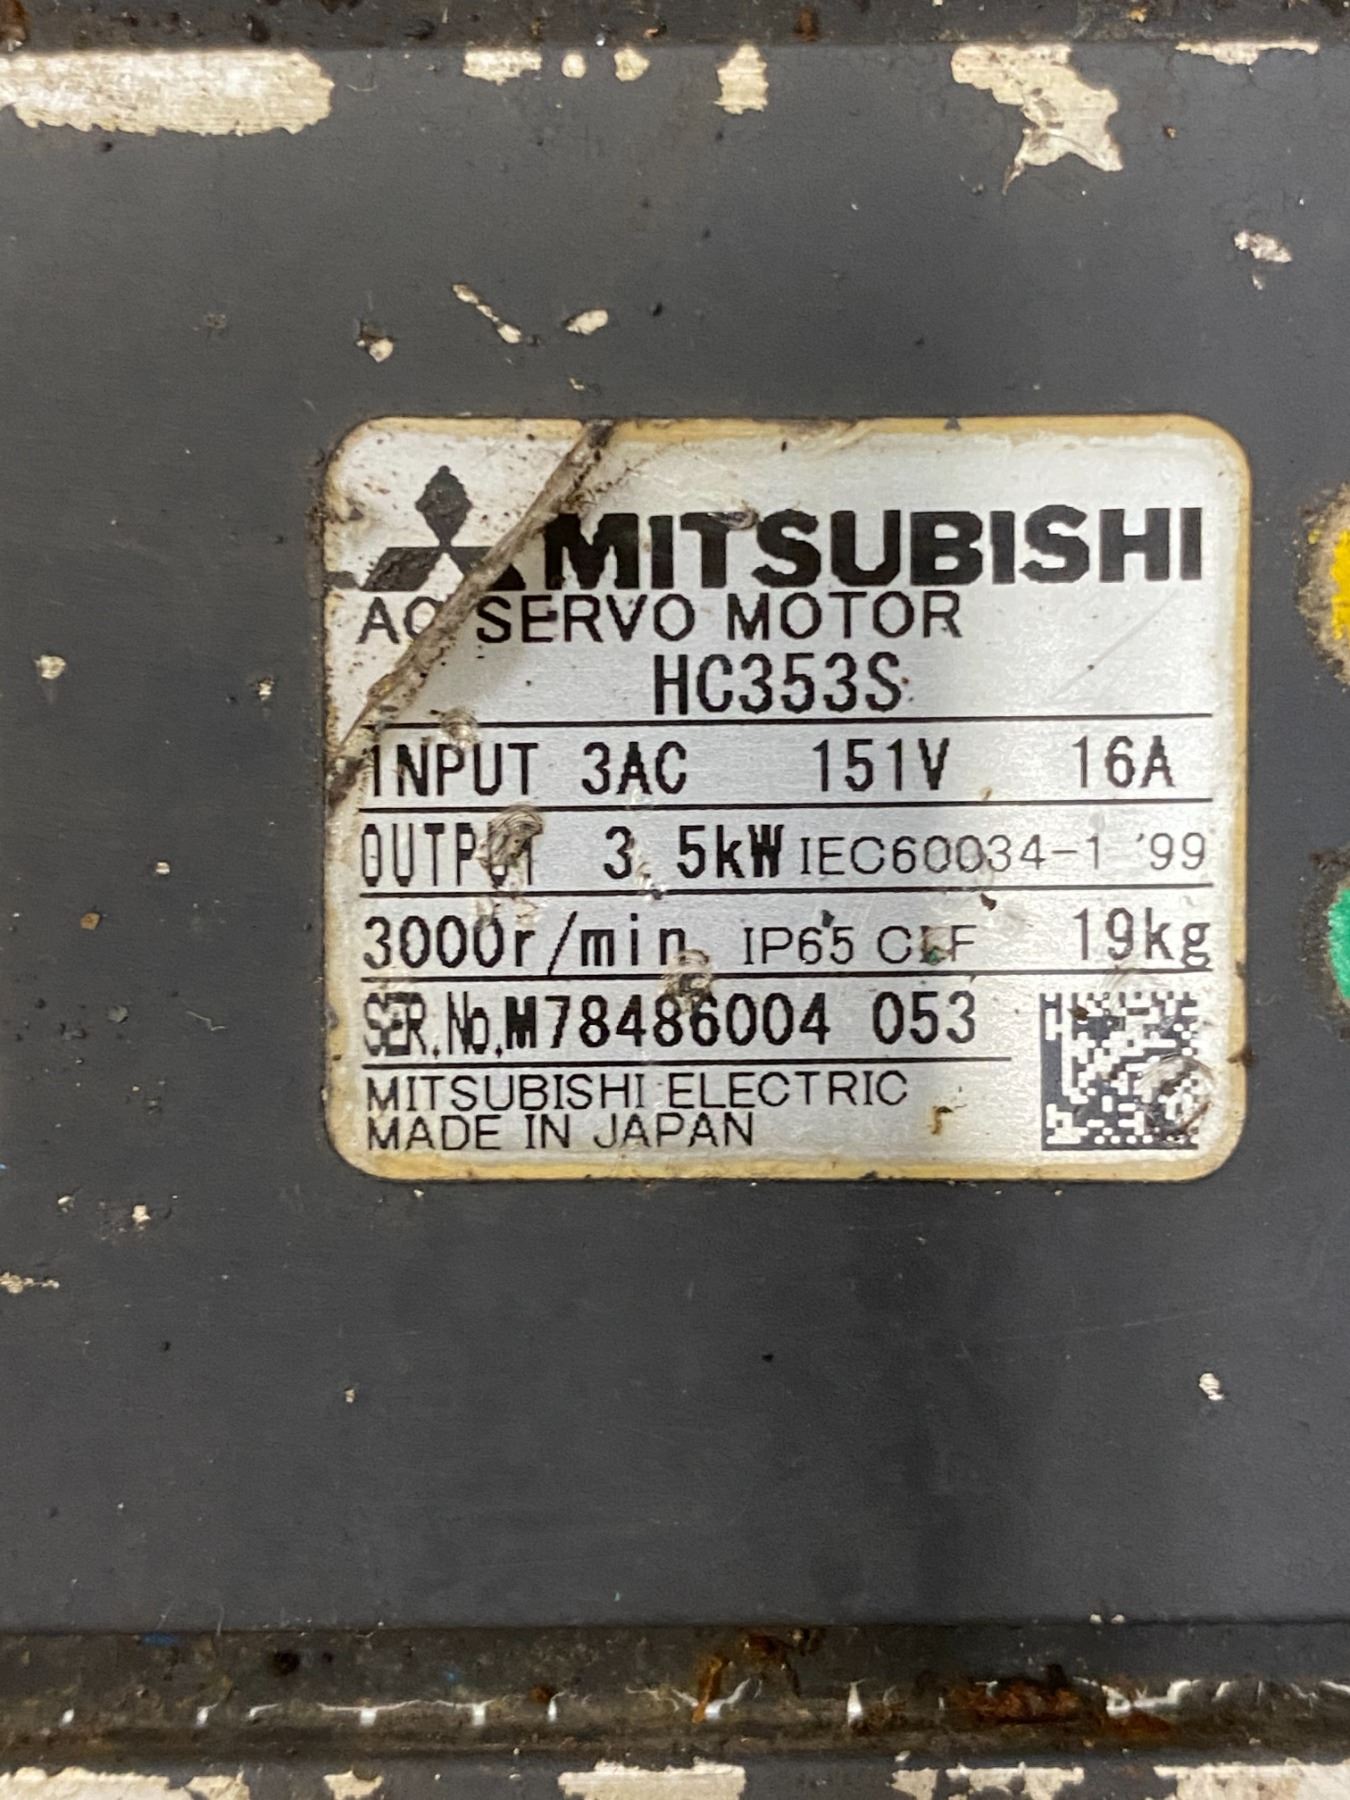 MITSUBISHI
AC SERVO MOTOR
HC353S
INPUT 3AC 151V 16A
OUTPUT 3.5kW IEC60034-1 '99
3000r/min IP65 CLF 19kg
SER.No.M78486004 053
MITSUBISHI ELECTRIC
MADE IN JAPAN